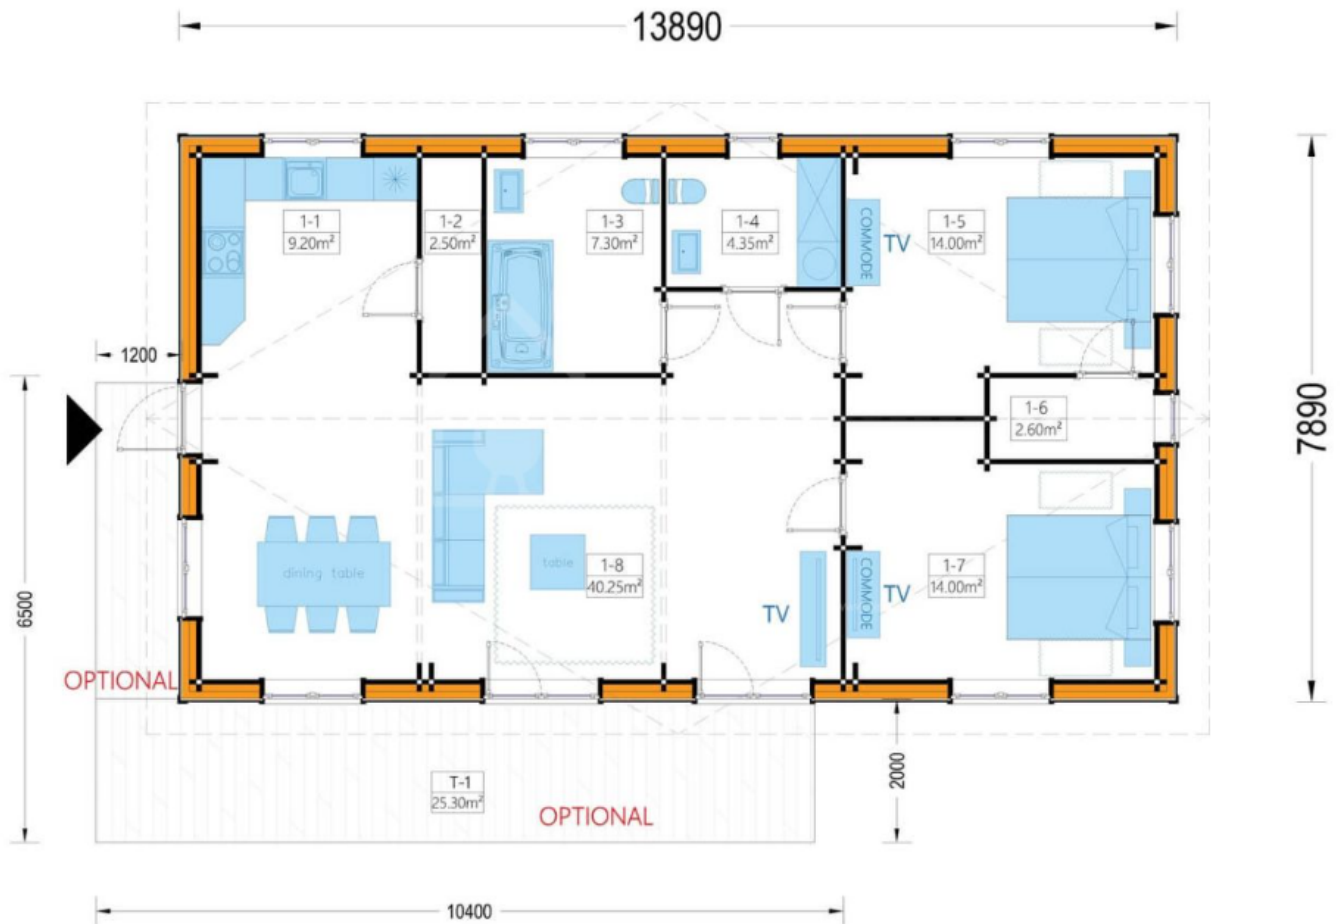 13890
1-1
9.20m²
1-2
2.50m²
1-3
7.30m²
1-4
4.35m²
COMMODE
TV
1-5
14.00m²
1200
7890
1-6
2.60m²
6500
dining table
table
1-8
40.25m²
TV
COMMODE
TV
1-7
14.00m²
OPTIONAL
T-1
25.30m²
OPTIONAL
2000
10400